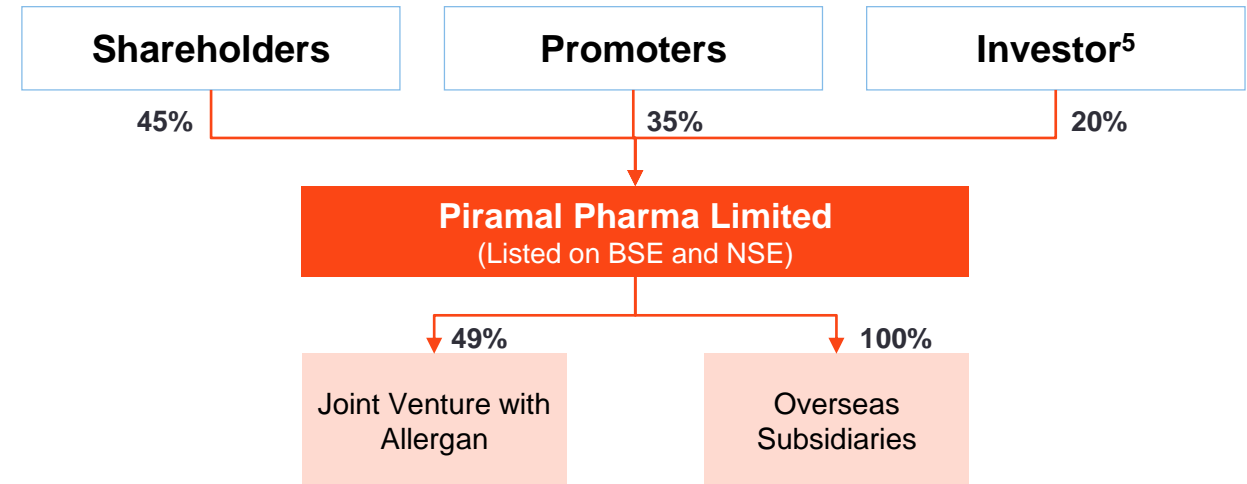 Shareholders
Promoters
Investor⁵
45%
35%
20%
Piramal Pharma Limited
(Listed on BSE and NSE)
49%
100%
Joint Venture with
Allergan
Overseas
Subsidiaries